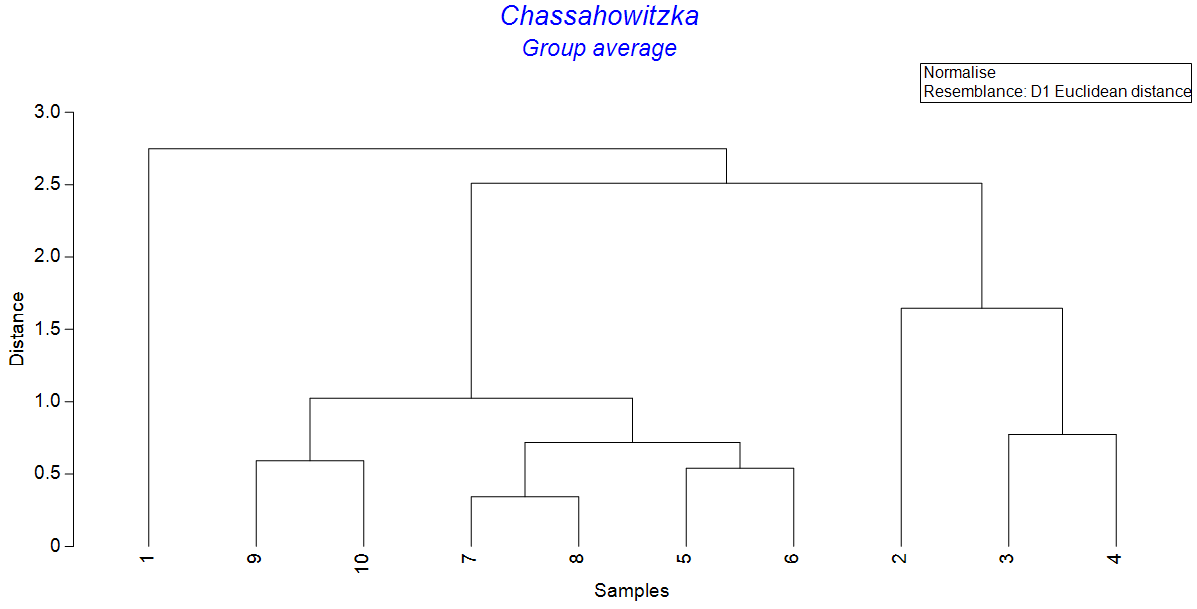 Chassahowitzka
Group average
Normalise
Resemblance: D1 Euclidean distance
3.0
2.5
2.0
1.5
1.0
0.5
0
Distance
1 9 10 7 8 5 6 2 3 4
Samples